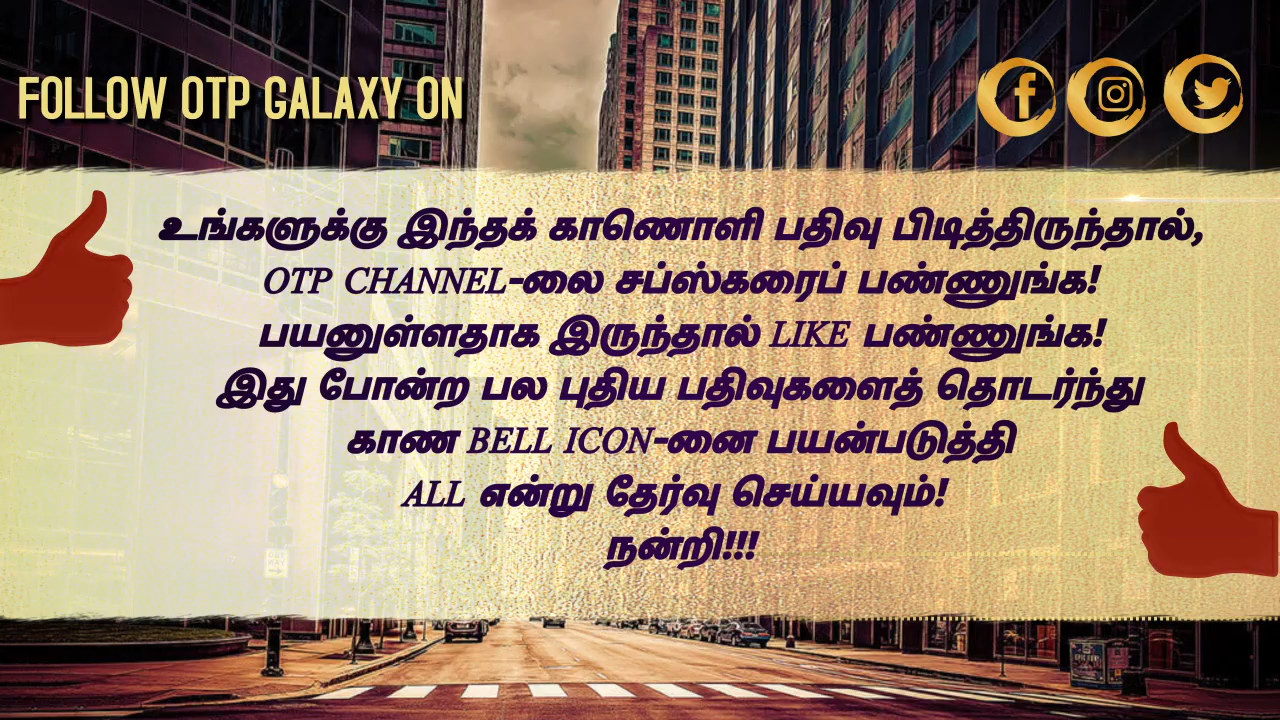 FOLLOW OTP GALAXY ON
உங்களுக்கு இந்தக் காணொளி பதிவு பிடித்திருந்தால்,
OTP CHANNEL-லை சப்ஸ்கரைப் பண்ணுங்க!
பயனுள்ளதாக இருந்தால் LIKE பண்ணுங்க!
இது போன்ற பல புதிய பதிவுகளைத் தொடர்ந்து
காண BELL ICON-னை பயன்படுத்தி
ALL என்று தேர்வு செய்யவும்!
நன்றி!!!